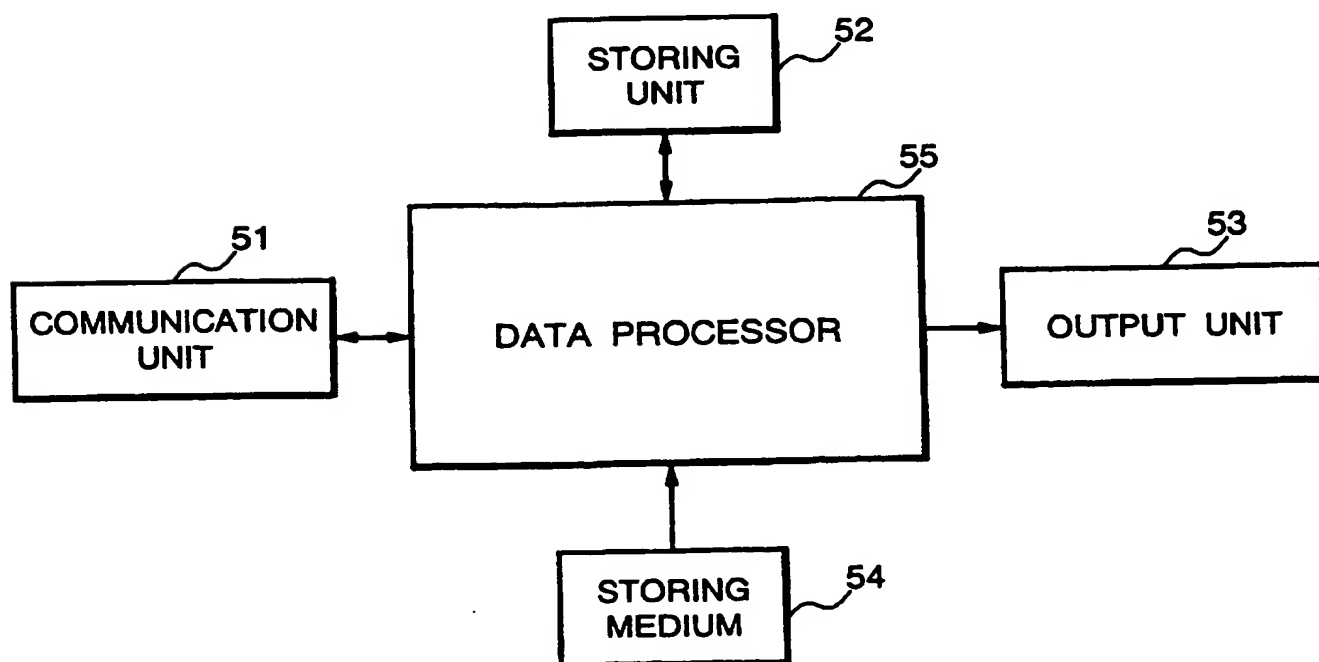 52
STORING
UNIT
55
51
53
COMMUNICATION
UNIT
DATA PROCESSOR
OUTPUT UNIT
STORING
MEDIUM
54